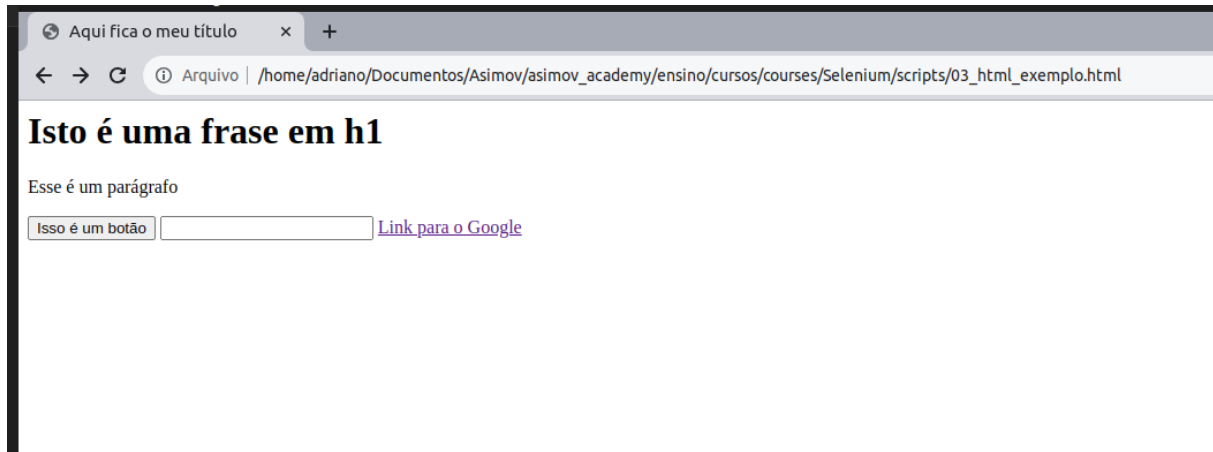 Aqui fica o meu título
Arquivo | /home/adriano/Documentos/Asimov/asimov_academy/ensino/cursos/courses/Selenium/scripts/03_html_exemplo.html
Isto é uma frase em h1
Esse é um parágrafo
Isso é um botão Link para o Google